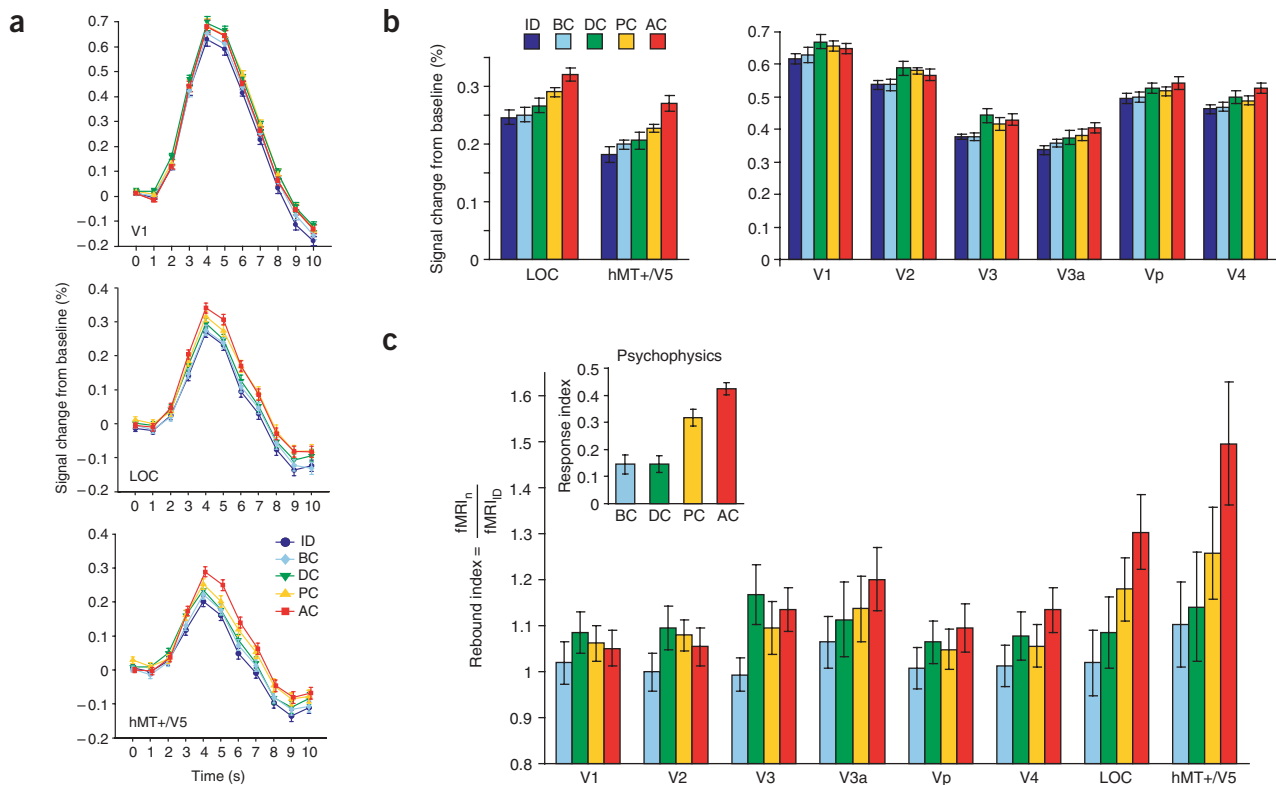 a
Signal change from baseline (%)
0.7
0.6
0.5
0.4
0.3
0.2
0.1
0
−0.1
−0.2
V1
0 1 2 3 4 5 6 7 8 9 10
0.4
0.3
0.2
0.1
0
−0.1
−0.2
LOC
0 1 2 3 4 5 6 7 8 9 10
0.4
0.3
0.2
0.1
0
−0.1
−0.2
ID
BC
DC
PC
AC
hMT+/V5
0 1 2 3 4 5 6 7 8 9 10
Time (s)
b
ID BC DC PC AC
Signal change from baseline (%)
0.3
0.2
0.1
0
LOC hMT+/V5
0.7
0.6
0.5
0.4
0.3
0.2
0.1
0
V1 V2 V3 V3a Vp V4
c
Rebound index = fMRIn
fMRIID
1.6
1.5
1.4
1.3
1.2
1.1
1
0.9
0.8
Psychophysics
Response index
0.5
0.4
0.3
0.2
0.1
0
BC DC PC AC
V1 V2 V3 V3a Vp V4 LOC hMT+/V5